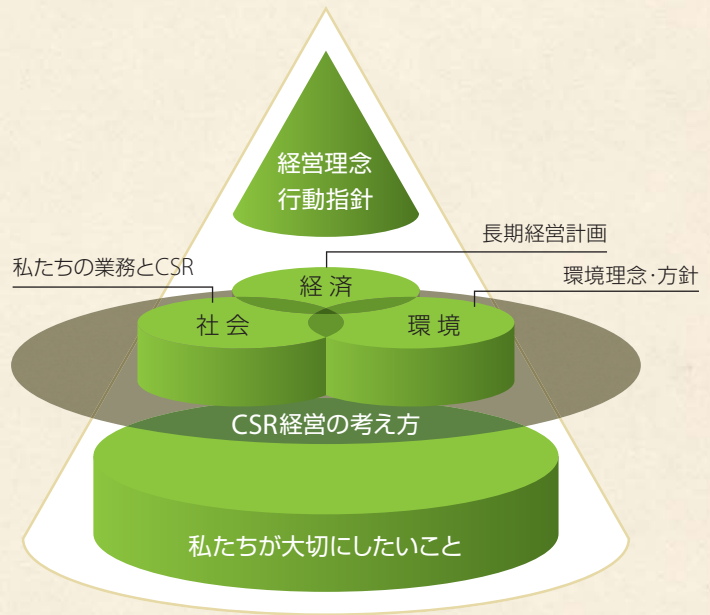 経営理念
行動指針
長期経営計画
私たちの業務とCSR
環境理念・方針
経済
社会
環境
CSR経営の考え方
私たちが大切にしたいこと